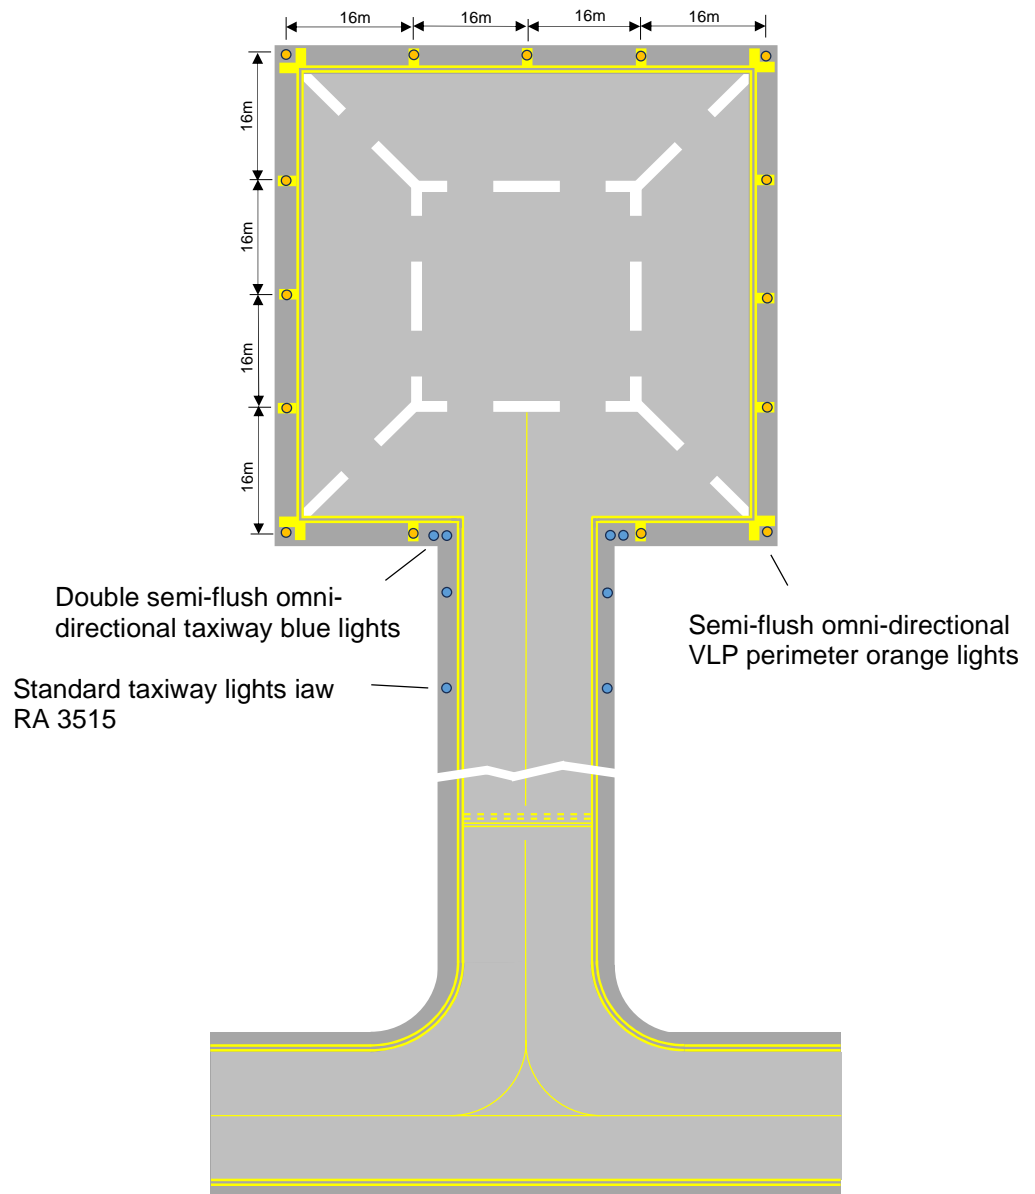 16m
16m
16m
16m
16m
16m
16m
16m
Double semi-flush omni-
directional taxiway blue lights
Semi-flush omni-directional
VLP perimeter orange lights
Standard taxiway lights iaw
RA 3515